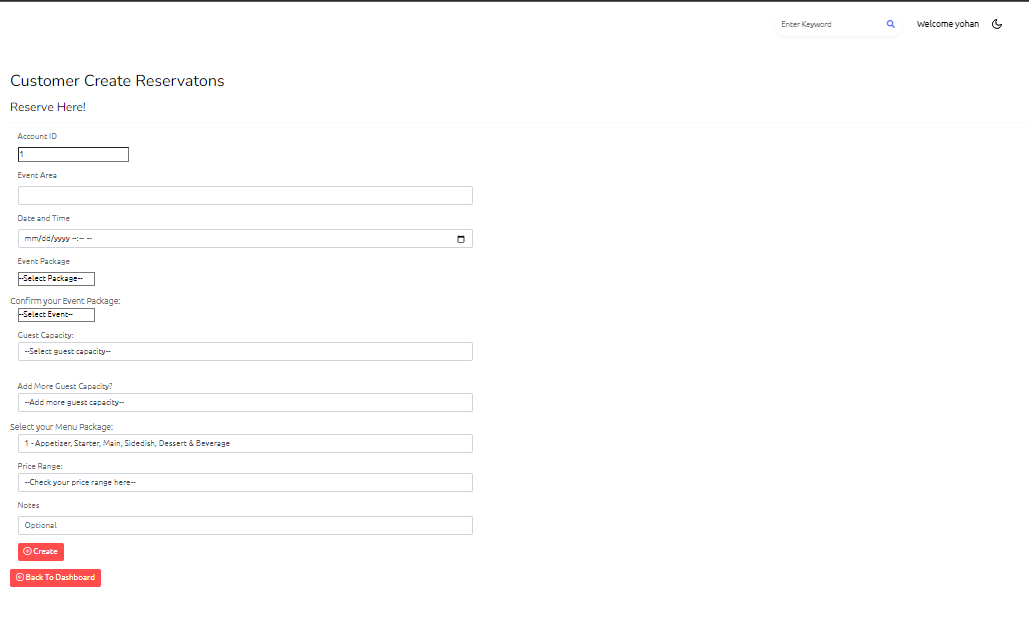 Enter Keyword
Welcome yohan
Customer Create Reservatons
Reserve Here!
Account ID
1
Event Area
Date and Time
mm/dd/yyyy --:-- --
Event Package
--Select Package--
Confirm your Event Package:
--Select Event--
Guest Capacity:
--Select guest capacity--
Add More Guest Capacity?
--Add more guest capacity--
Select your Menu Package:
1 - Appetizer, Starter, Main, Sidedish, Dessert & Beverage
Price Range:
--Check your price range here--
Notes
Optional
Create
Back To Dashboard